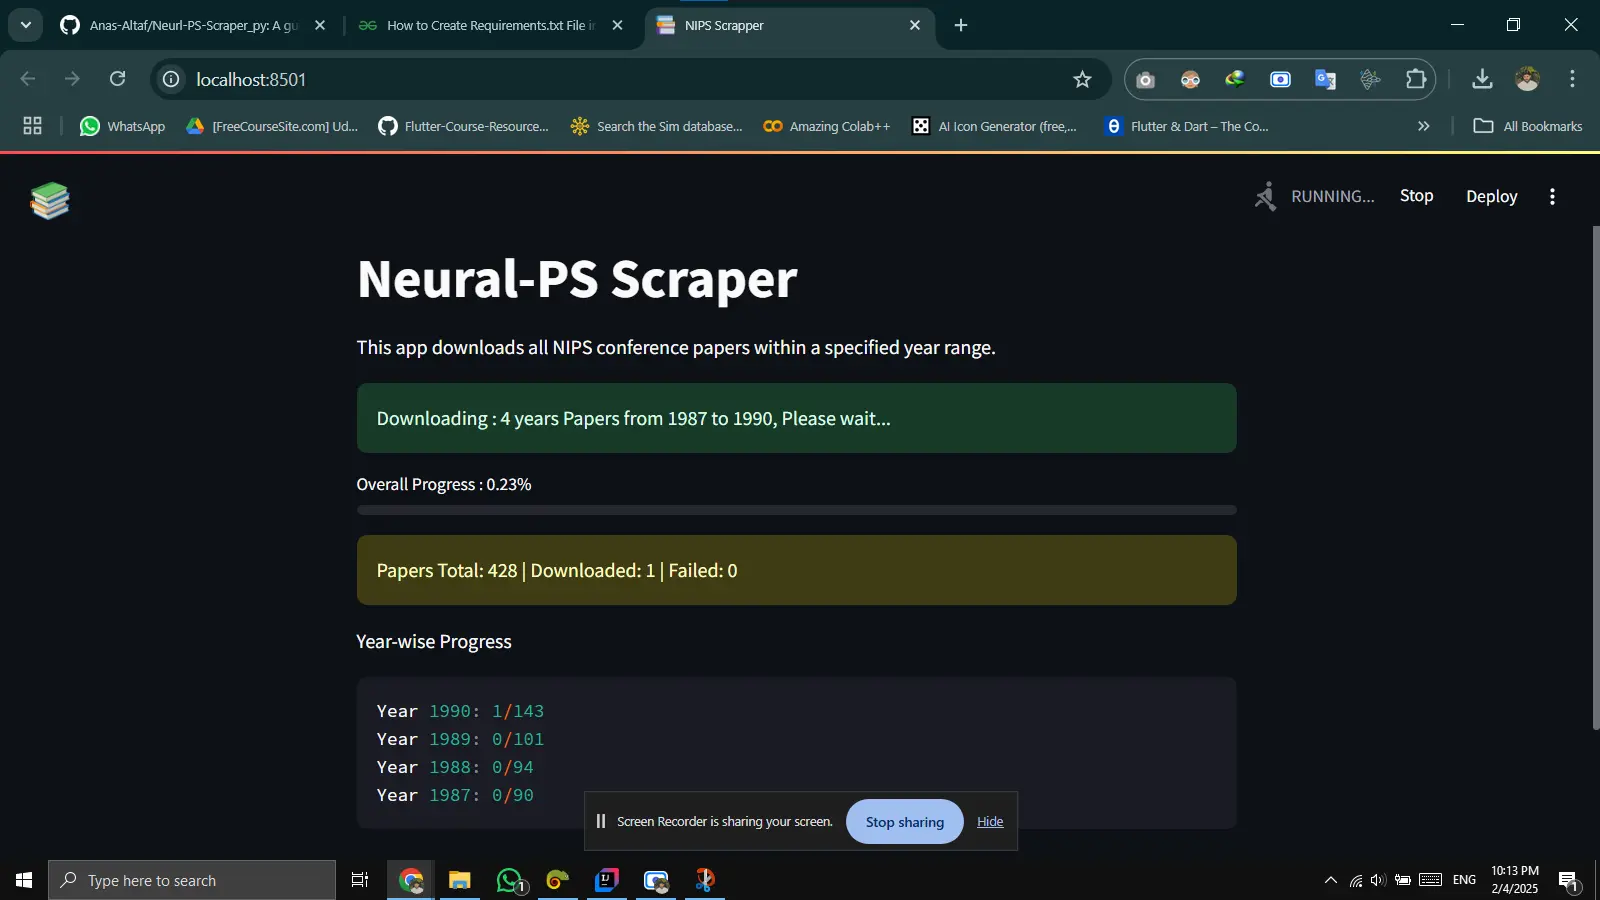 Anas-Altaf/Neurl-PS-Scraper_py: A gu
How to Create Requirements.txt File in
NIPS Scrapper
localhost:8501
WhatsApp
[FreeCourseSite.com] Ud...
Flutter-Course-Resource...
Search the Sim database...
Amazing Colab++
AI Icon Generator (free,...
Flutter & Dart – The Co...
All Bookmarks
RUNNING...
Stop
Deploy
Neural-PS Scraper
This app downloads all NIPS conference papers within a specified year range.
Downloading : 4 years Papers from 1987 to 1990, Please wait...
Overall Progress : 0.23%
Papers Total: 428 | Downloaded: 1 | Failed: 0
Year-wise Progress
Year 1990: 1/143
Year 1989: 0/101
Year 1988: 0/94
Year 1987: 0/90
Screen Recorder is sharing your screen.
Stop sharing
Hide
Type here to search
1
ENG
10:13 PM
2/4/2025
1